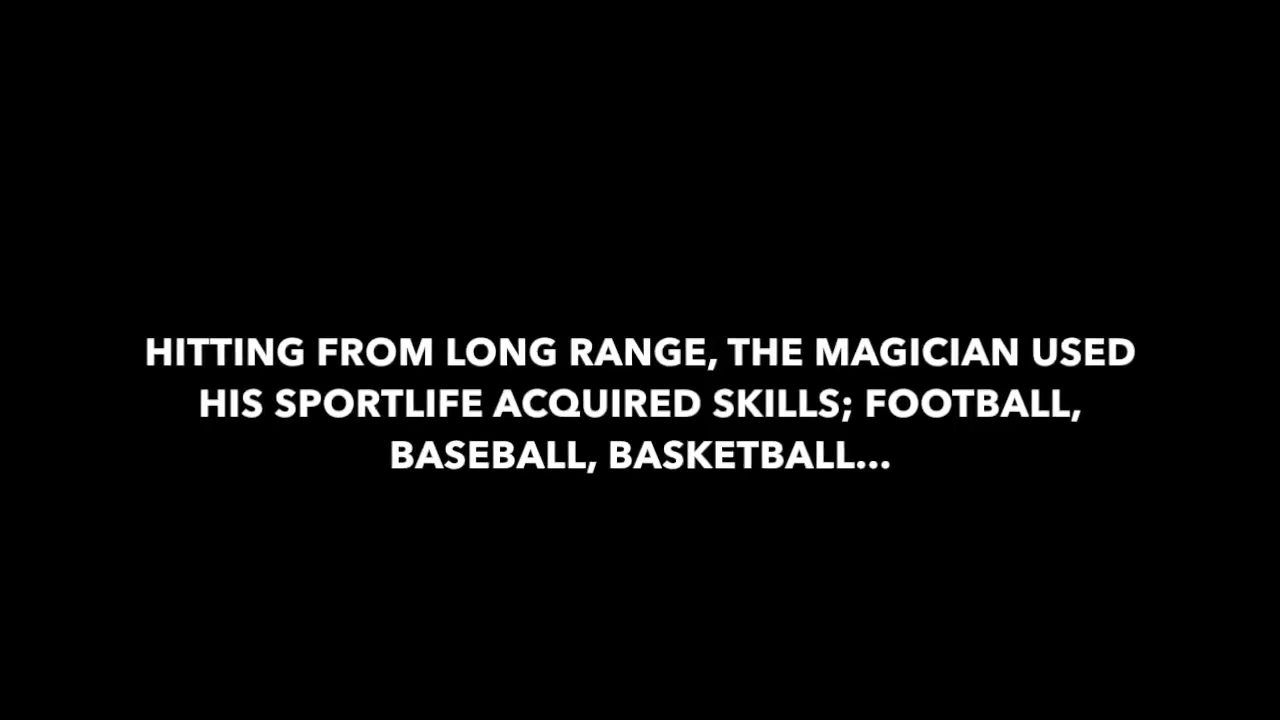 HITTING FROM LONG RANGE, THE MAGICIAN USED
HIS SPORTLIFE ACQUIRED SKILLS; FOOTBALL,
BASEBALL, BASKETBALL...